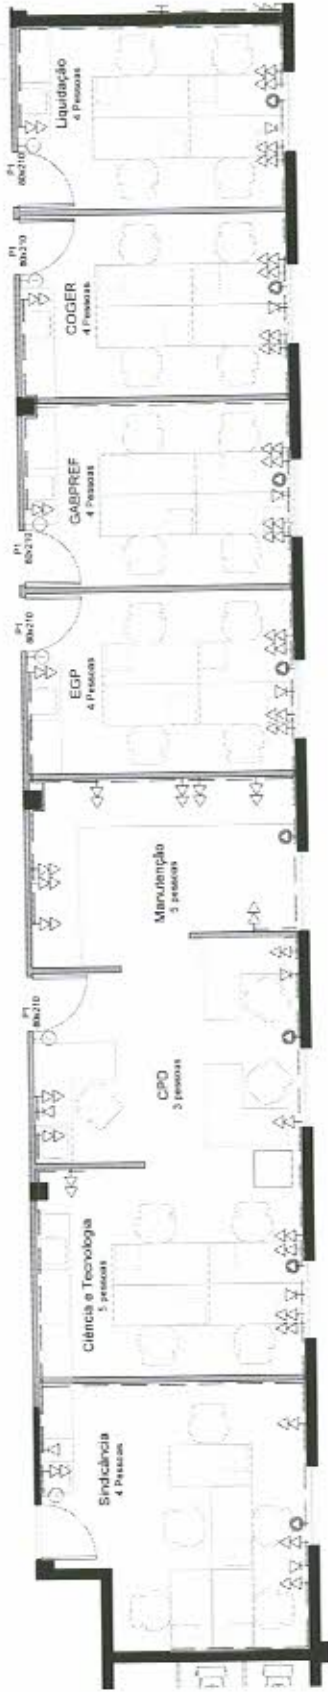 Sindicância
4 Pessoas
Ciência e Tecnologia
5 pessoas
CPD
3 pessoas
P1
80x210
Manutenção
5 pessoas
EGP
4 Pessoas
P1
80x210
GABPREF
4 Pessoas
P1
80x210
COGER
4 Pessoas
P1
80x210
Liquidação
4 Pessoas
P1
80x210